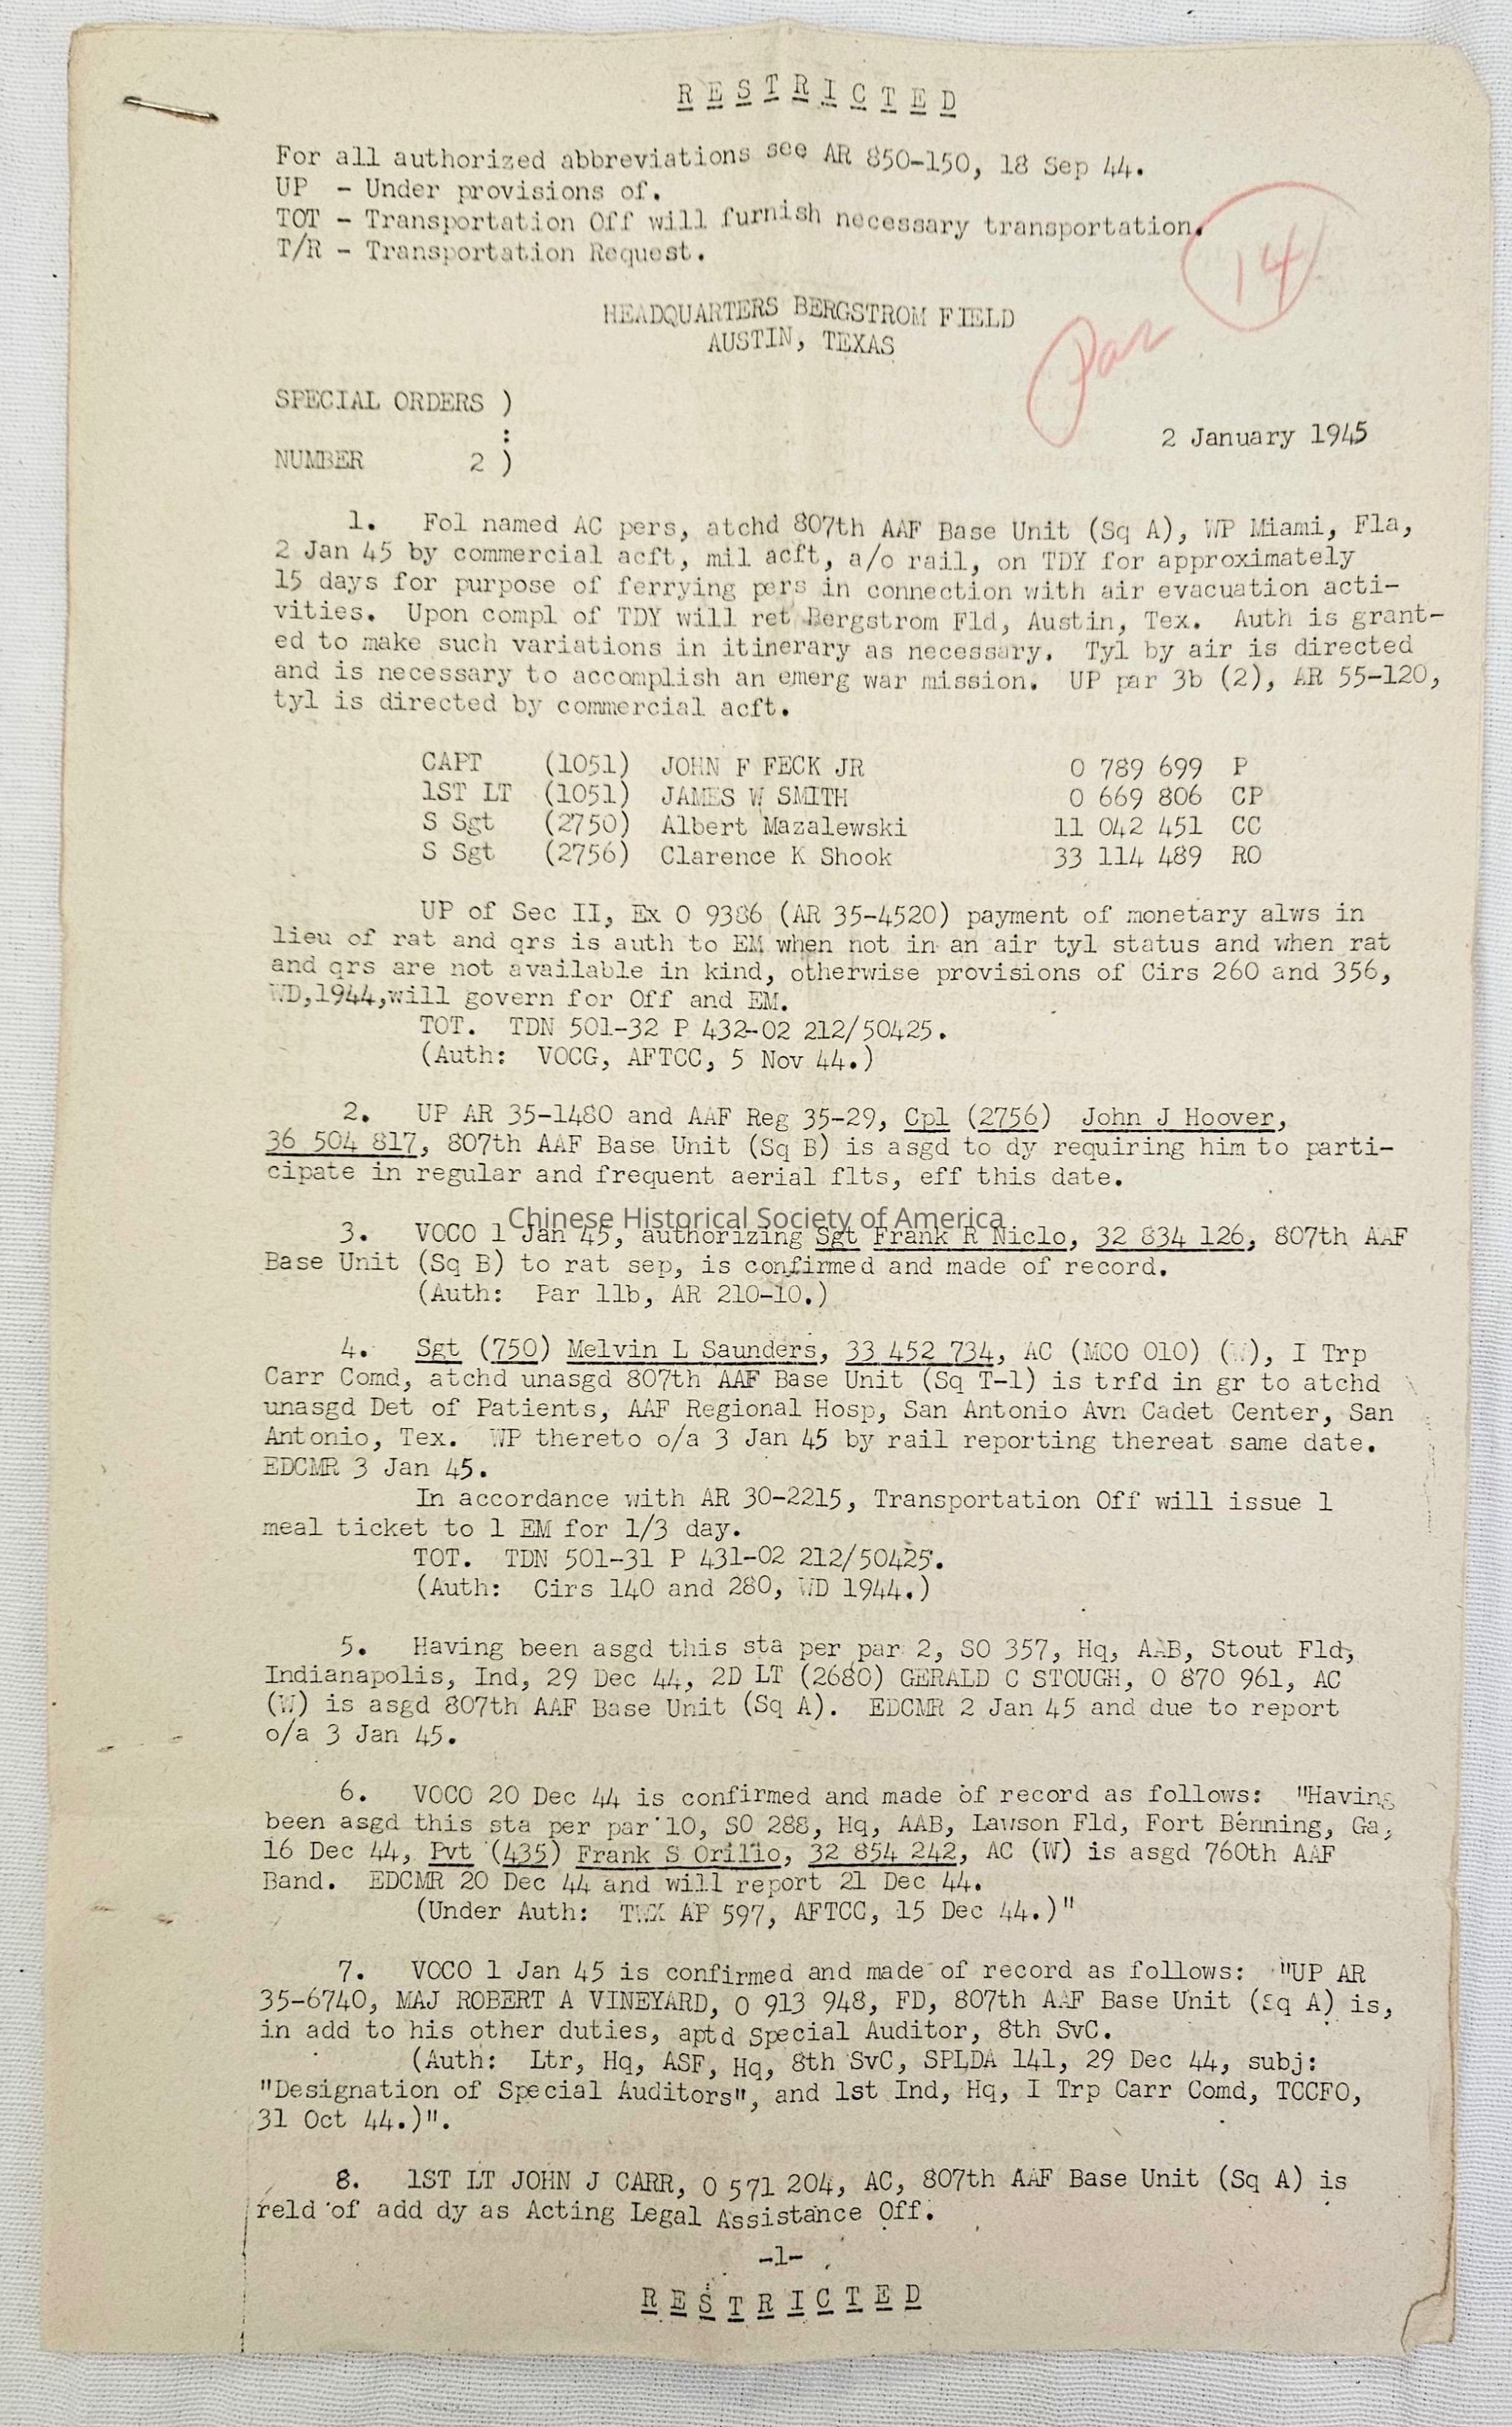 R E S T R I C T E D
For all authorized abbreviations see AR 850-150, 18 Sep 44.
UP - Under provisions of.
TOT - Transportation Off will furnish necessary transportation.
T/R - Transportation Request.
Par 14
HEADQUARTERS BERGSTROM FIELD
AUSTIN, TEXAS
SPECIAL ORDERS )
:
2 January 1945
NUMBER 2 )
1. Fol named AC pers, atchd 807th AAF Base Unit (Sq A), WP Miami, Fla,
2 Jan 45 by commercial acft, mil acft, a/o rail, on TDY for approximately
15 days for purpose of ferrying pers in connection with air evacuation acti-
vities. Upon compl of TDY will ret Bergstrom Fld, Austin, Tex. Auth is grant-
ed to make such variations in itinerary as necessary. Tyl by air is directed
and is necessary to accomplish an emerg war mission. UP par 3b (2), AR 55-120,
tyl is directed by commercial acft.
CAPT (1051) JOHN F FECK JR 0 789 699 P
1ST LT (1051) JAMES W SMITH 0 669 806 CP
S Sgt (2750) Albert Mazalewski 11 042 451 CC
S Sgt (2756) Clarence K Shook 33 114 489 RO
UP of Sec II, Ex O 9386 (AR 35-4520) payment of monetary alws in
lieu of rat and qrs is auth to EM when not in an air tyl status and when rat
and qrs are not available in kind, otherwise provisions of Cirs 260 and 356,
WD,1944,will govern for Off and EM.
TOT. TDN 501-32 P 432-02 212/50425.
(Auth: VOCG, AFTCC, 5 Nov 44.)
2. UP AR 35-1480 and AAF Reg 35-29, Cpl (2756) John J Hoover,
36 504 817, 807th AAF Base Unit (Sq B) is asgd to dy requiring him to parti-
cipate in regular and frequent aerial flts, eff this date.
Chinese Historical Society of America
3. VOCO 1 Jan 45, authorizing Sgt Frank R Niclo, 32 834 126, 807th AAF
Base Unit (Sq B) to rat sep, is confirmed and made of record.
(Auth: Par 11b, AR 210-10.)
4. Sgt (750) Melvin L Saunders, 33 452 734, AC (MCO 010) (W), I Trp
Carr Comd, atchd unasgd 807th AAF Base Unit (Sq T-1) is trfd in gr to atchd
unasgd Det of Patients, AAF Regional Hosp, San Antonio Avn Cadet Center, San
Antonio, Tex. WP thereto o/a 3 Jan 45 by rail reporting thereat same date.
EDCMR 3 Jan 45.
In accordance with AR 30-2215, Transportation Off will issue 1
meal ticket to 1 EM for 1/3 day.
TOT. TDN 501-31 P 431-02 212/50425.
(Auth: Cirs 140 and 280, WD 1944.)
5. Having been asgd this sta per par 2, SO 357, Hq, AAB, Stout Fld,
Indianapolis, Ind, 29 Dec 44, 2D LT (2680) GERALD C STOUGH, O 870 961, AC
(W) is asgd 807th AAF Base Unit (Sq A). EDCMR 2 Jan 45 and due to report
o/a 3 Jan 45.
6. VOCO 20 Dec 44 is confirmed and made of record as follows: "Having
been asgd this sta per par 10, SO 288, Hq, AAB, Lawson Fld, Fort Benning, Ga,
16 Dec 44, Pvt (435) Frank S Orilio, 32 854 242, AC (W) is asgd 760th AAF
Band. EDCMR 20 Dec 44 and will report 21 Dec 44.
(Under Auth: TWX AP 597, AFTCC, 15 Dec 44.)"
7. VOCO 1 Jan 45 is confirmed and made of record as follows: "UP AR
35-6740, MAJ ROBERT A VINEYARD, O 913 948, FD, 807th AAF Base Unit (Sq A) is,
in add to his other duties, aptd Special Auditor, 8th SvC.
(Auth: Ltr, Hq, ASF, Hq, 8th SvC, SPLDA 141, 29 Dec 44, subj:
"Designation of Special Auditors", and 1st Ind, Hq, I Trp Carr Comd, TCCFO,
31 Oct 44.)".
8. 1ST LT JOHN J CARR, O 571 204, AC, 807th AAF Base Unit (Sq A) is
reld of add dy as Acting Legal Assistance Off.
-1-
R E S T R I C T E D